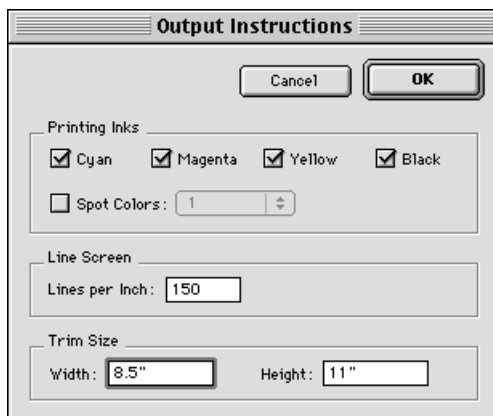 Output Instructions
Cancel OK
Printing Inks
Cyan Magenta Yellow Black
Spot Colors: 1
Line Screen
Lines per Inch: 150
Trim Size
Width: 8.5" Height: 11"